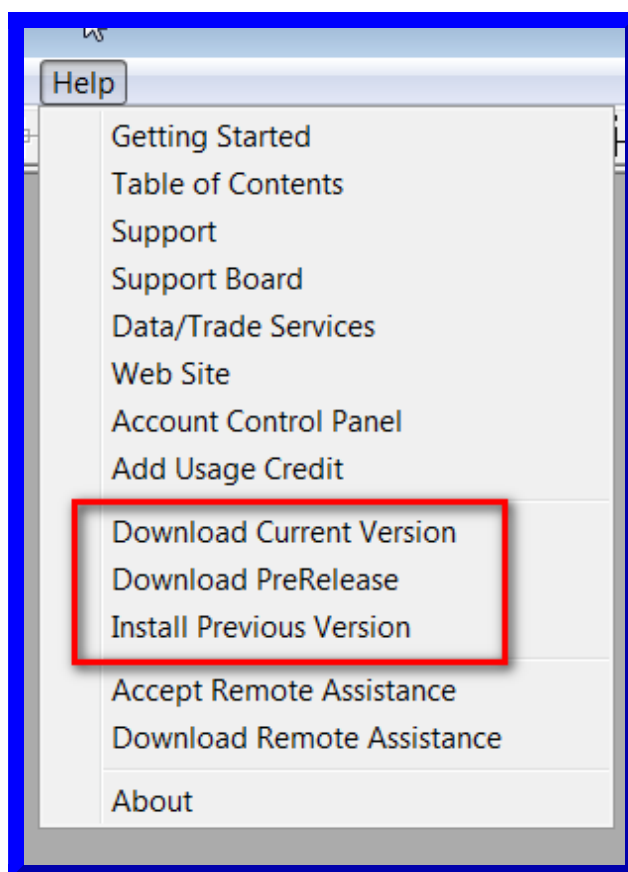 Help
Getting Started
Table of Contents
Support
Support Board
Data/Trade Services
Web Site
Account Control Panel
Add Usage Credit
Download Current Version
Download PreRelease
Install Previous Version
Accept Remote Assistance
Download Remote Assistance
About